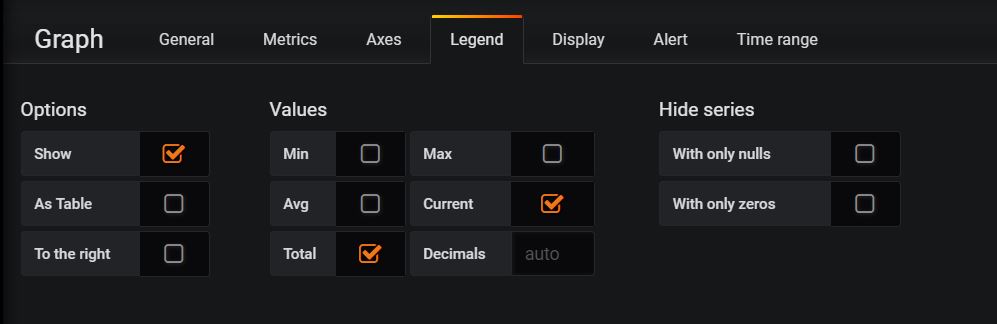 Graph General Metrics Axes Legend Display Alert Time range
Options Values Hide series
Show Min Max With only nulls
As Table Avg Current With only zeros
To the right Total Decimals auto